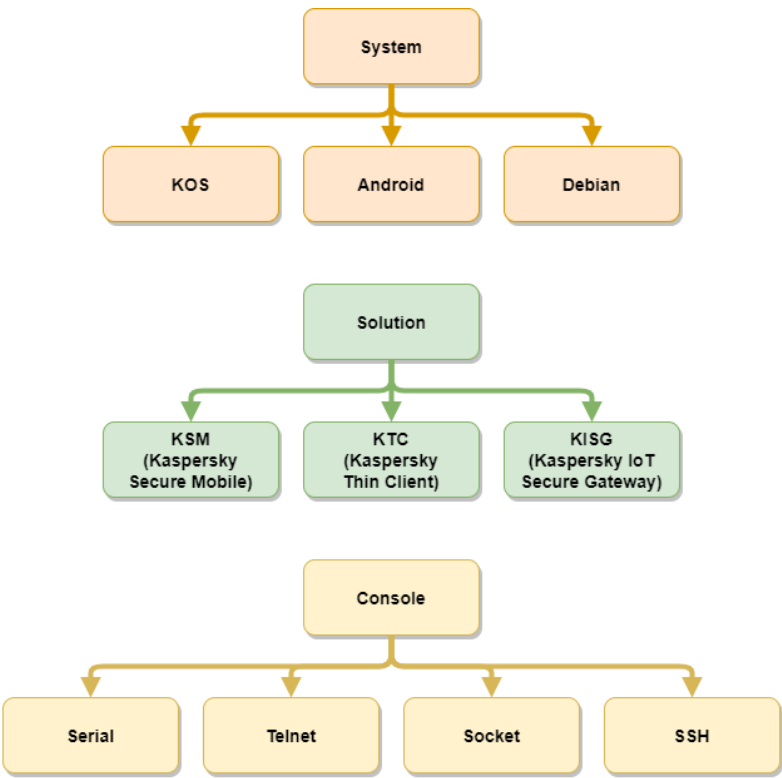 System
KOS
Android
Debian
Solution
KSM
(Kaspersky
Secure Mobile)
KTC
(Kaspersky
Thin Client)
KISG
(Kaspersky IoT
Secure Gateway)
Console
Serial
Telnet
Socket
SSH